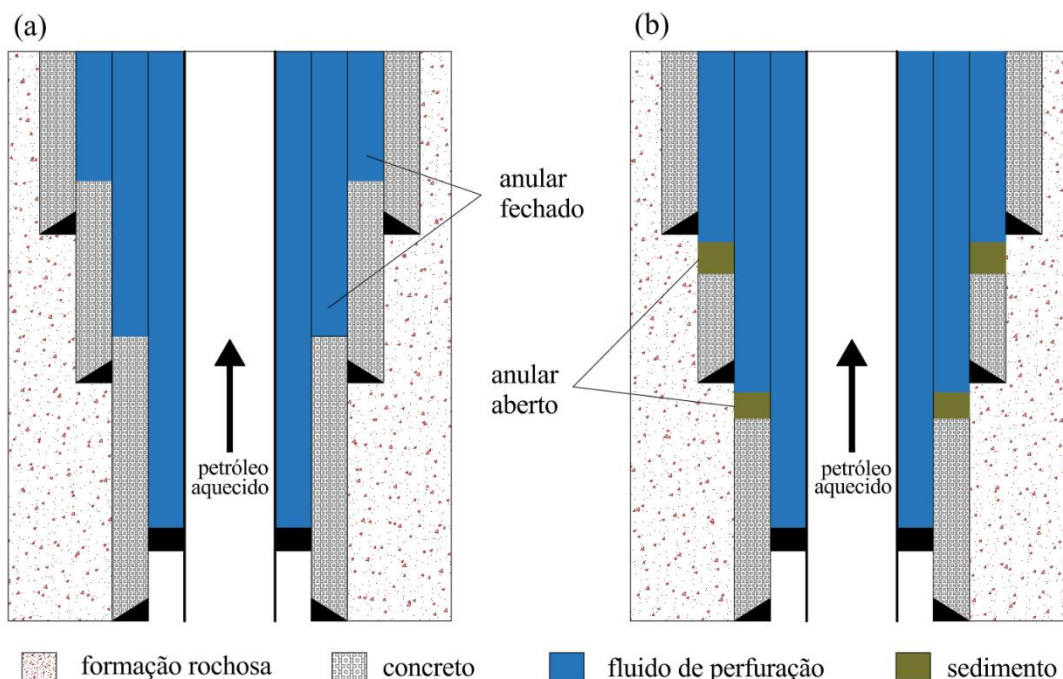 (a)
(b)
anular
fechado
anular
aberto
petróleo
aquecido
petróleo
aquecido
formação rochosa
concreto
fluido de perfuração
sedimento